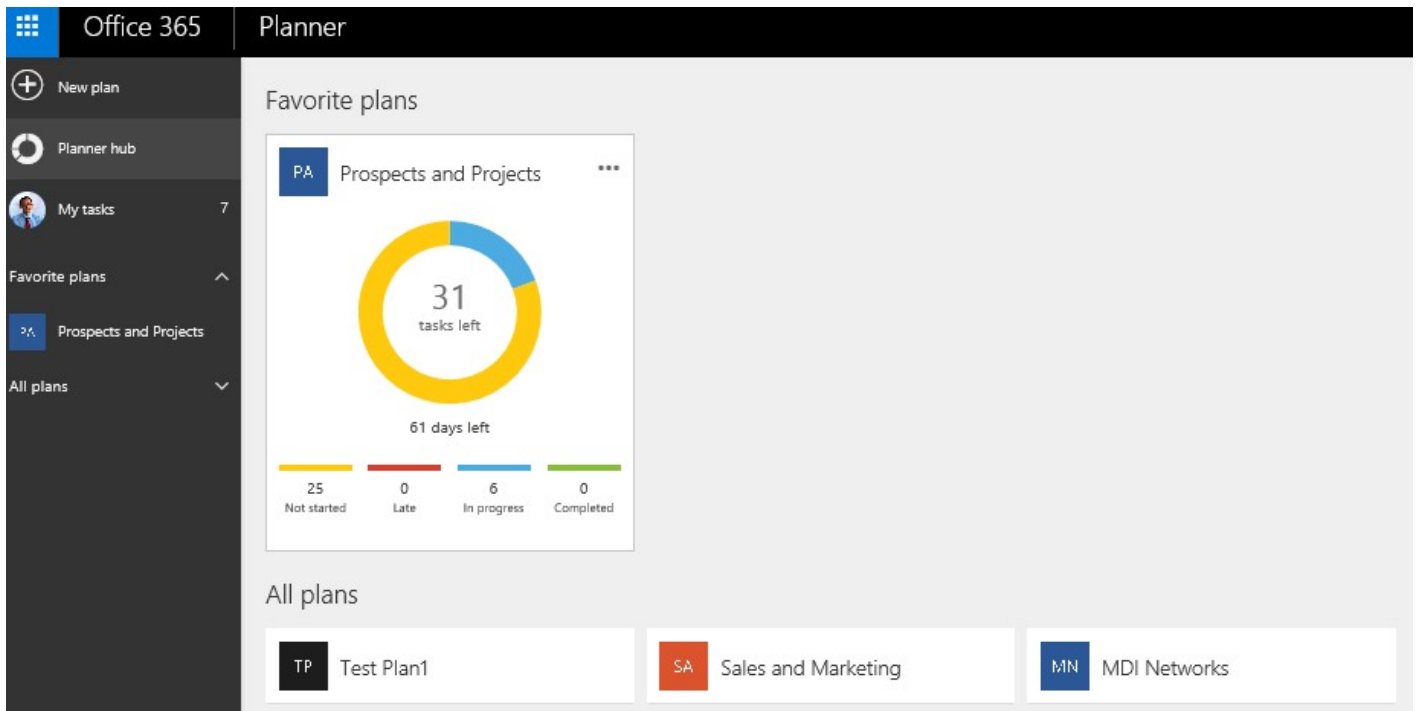 Office 365
Planner
New plan
Planner hub
My tasks
7
Favorite plans
PA
Prospects and Projects
All plans
Favorite plans
PA
Prospects and Projects
31
tasks left
61 days left
25
0
6
0
Not started
Late
In progress
Completed
All plans
TP
Test Plan1
SA
Sales and Marketing
MN
MDI Networks